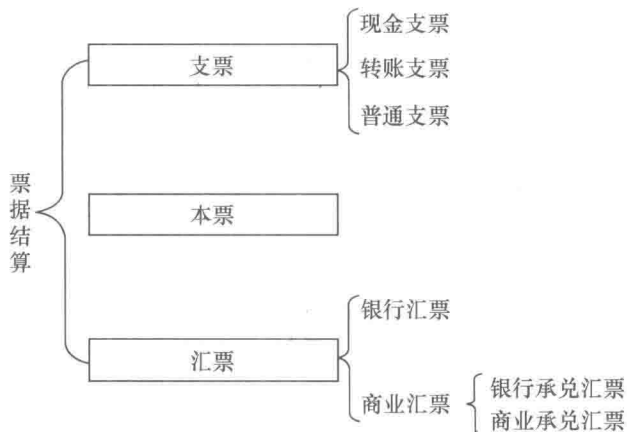 票据结算
支票
现金支票
转账支票
普通支票
本票
汇票
银行汇票
商业汇票
银行承兑汇票
商业承兑汇票